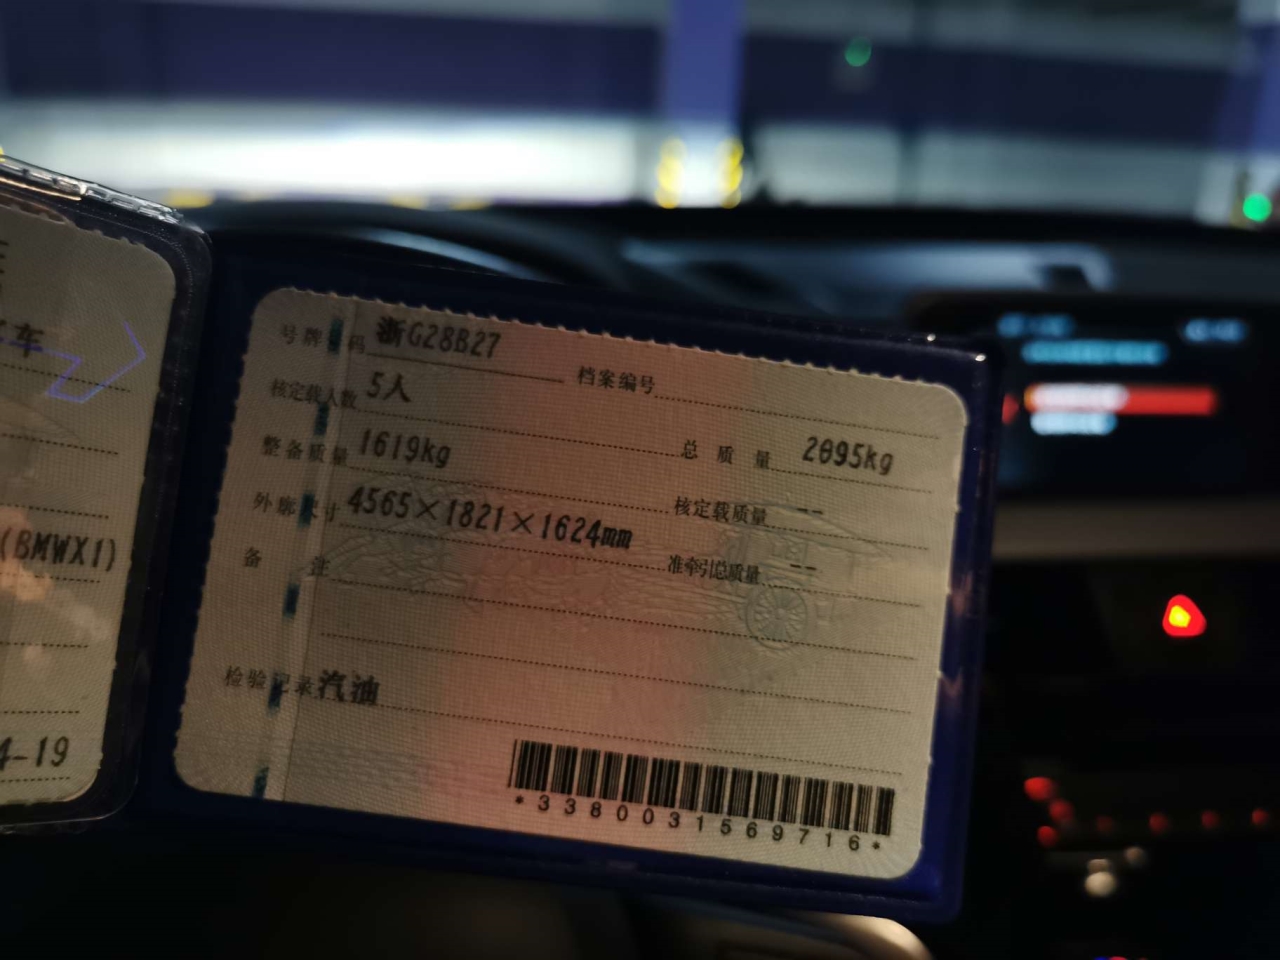 车
(BMWX1)
4-19
号牌号码 浙G28B27 档案编号
核定载人数 5人
整备质量 1619kg 总质量 2095kg
外廓尺寸 4565×1821×1624mm 核定载质量 --
备注 准牵引总质量 --
检验记录 汽油
*3380031569716*